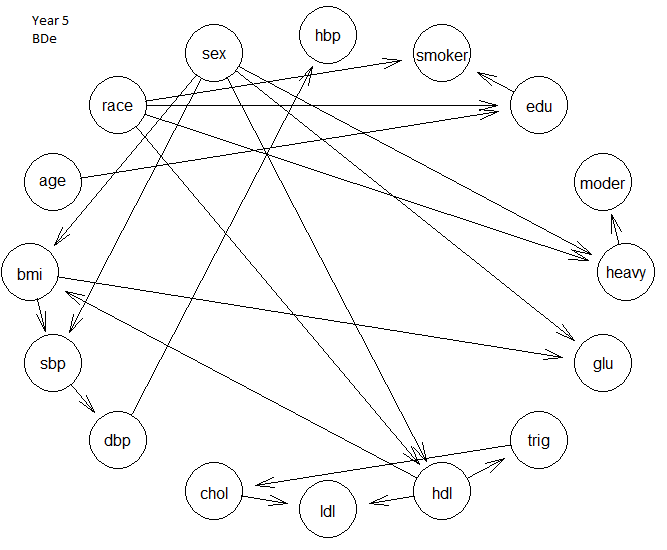 Year 5
BDe
hbp
sex
smoker
race
edu
age
moder
bmi
heavy
sbp
glu
dbp
trig
chol
hdl
ldl